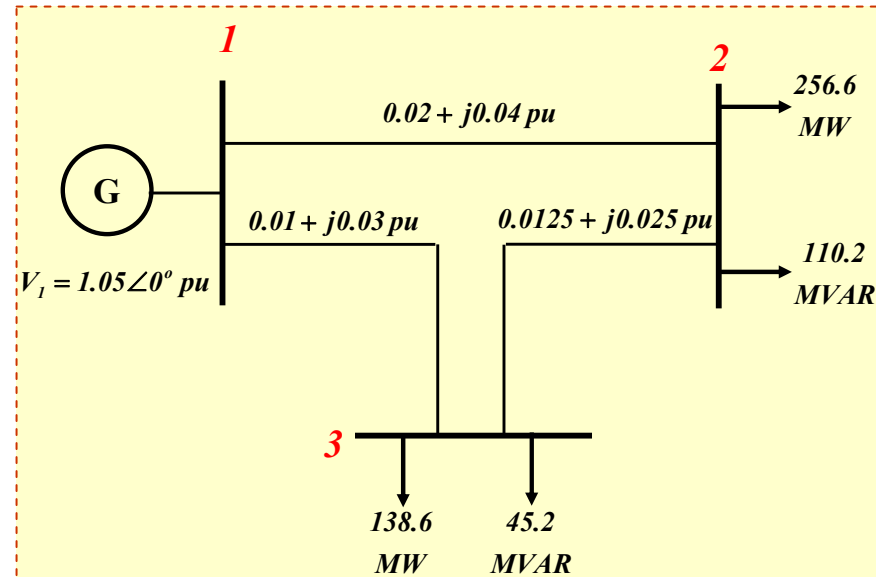 1
2
256.6
MW
0.02 + j0.04 pu
G
0.01 + j0.03 pu
0.0125 + j0.025 pu
V₁ = 1.05∠0° pu
110.2
MVAR
3
138.6
MW
45.2
MVAR